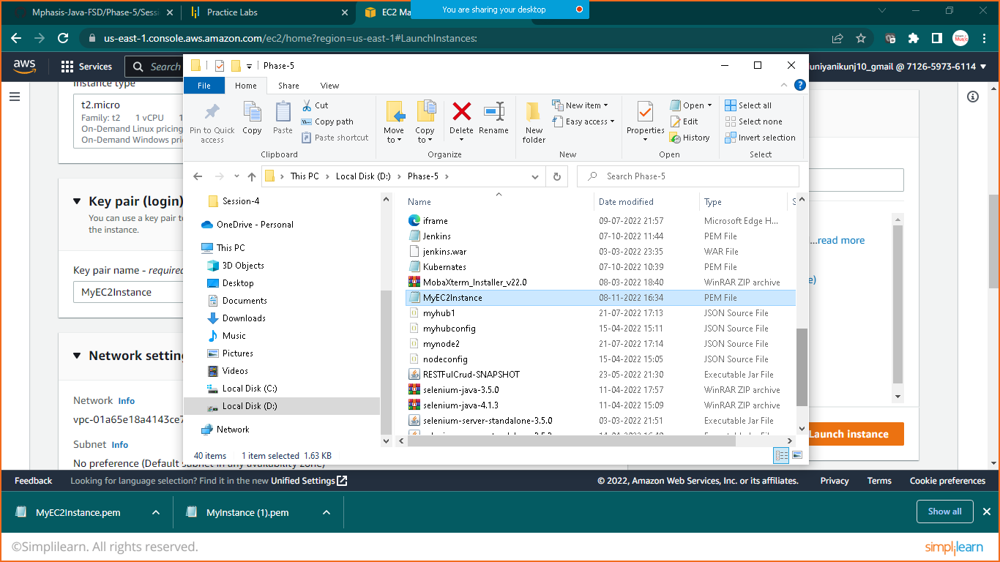 Mphasis-Java-FSD/Phase-5/Sessi
Practice Labs
EC2 Ma
You are sharing your desktop
us-east-1.console.aws.amazon.com/ec2/home?region=us-east-1#LaunchInstances:
aws
Services
Search
uniyanikunj10_gmail @ 7126-5973-6114
Instance type
t2.micro
Family: t2 1 vCPU 1
On-Demand Linux pricing
On-Demand Windows pric
Key pair (login)
You can use a key pair to
the instance.
Key pair name - required
MyEC2Instance
Network setting
Network Info
vpc-01a65e18a4143ce7
Subnet Info
No preference (Default subnet in any availability zone)
Phase-5
File Home Share View
Pin to Quick
access
Copy
Paste
Cut
Copy path
Paste shortcut
Clipboard
Move
to
Copy
to
Delete
Rename
Organize
New
folder
New item
Easy access
New
Properties
Open
Edit
History
Open
Select all
Select none
Invert selection
Select
This PC > Local Disk (D:) > Phase-5 >
Search Phase-5
Session-4
OneDrive - Personal
This PC
3D Objects
Desktop
Documents
Downloads
Music
Pictures
Videos
Local Disk (C:)
Local Disk (D:)
Network
Name Date modified Type S
iframe 09-07-2022 21:57 Microsoft Edge H...
Jenkins 07-10-2022 11:44 PEM File
jenkins.war 03-03-2022 23:35 WAR File
Kubernates 07-10-2022 10:39 PEM File
MobaXterm_Installer_v22.0 08-03-2022 18:40 WinRAR ZIP archive
MyEC2Instance 08-11-2022 16:34 PEM File
myhub1 21-07-2022 17:13 JSON Source File
myhubconfig 15-04-2022 15:11 JSON Source File
mynode2 21-07-2022 17:14 JSON Source File
nodeconfig 15-04-2022 15:05 JSON Source File
RESTFulCrud-SNAPSHOT 23-05-2022 21:30 Executable Jar File
selenium-java-3.5.0 11-04-2022 17:57 WinRAR ZIP archive
selenium-java-4.1.3 11-04-2022 15:09 WinRAR ZIP archive
selenium-server-standalone-3.5.0 03-03-2022 21:51 Executable Jar File
40 items 1 item selected 1.63 KB
...read more
e)
Launch instance
Feedback
Looking for language selection? Find it in the new Unified Settings
© 2022, Amazon Web Services, Inc. or its affiliates.
Privacy Terms Cookie preferences
MyEC2Instance.pem
MyInstance (1).pem
Show all
©Simplilearn. All rights reserved.
simplilearn